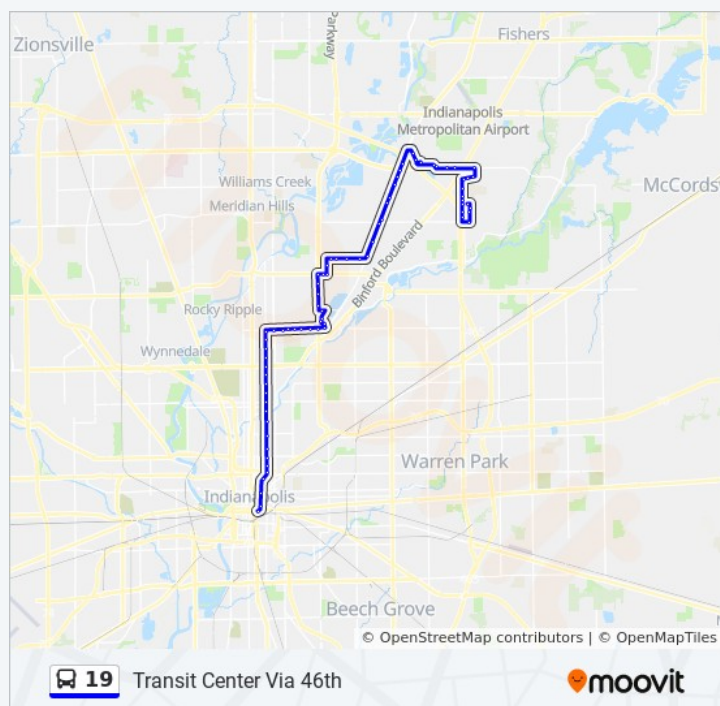 Zionsville
Parkway
Fishers
Indianapolis
Metropolitan Airport
Williams Creek
McCords
Meridian Hills
Binford Boulevard
Rocky Ripple
Wynnedale
Warren Park
Indianapolis
Beech Grove
© OpenStreetMap contributors | © OpenMapTiles
19 Transit Center Via 46th
moovit